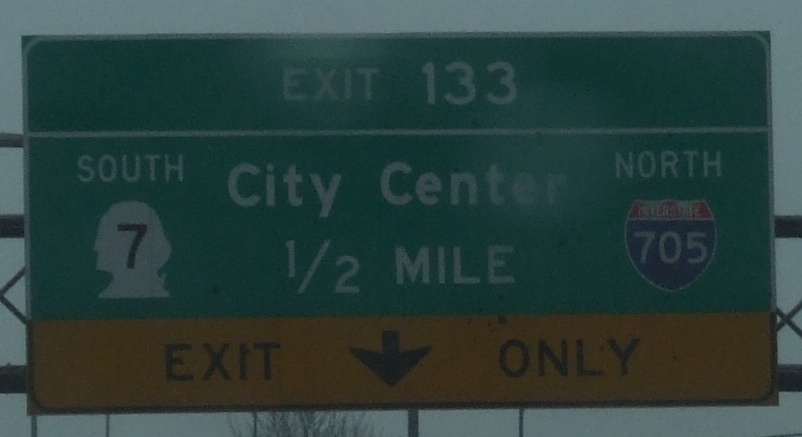 EXIT 133
SOUTH City Center NORTH
7 1/2 MILE INTERSTATE 705
EXIT ONLY